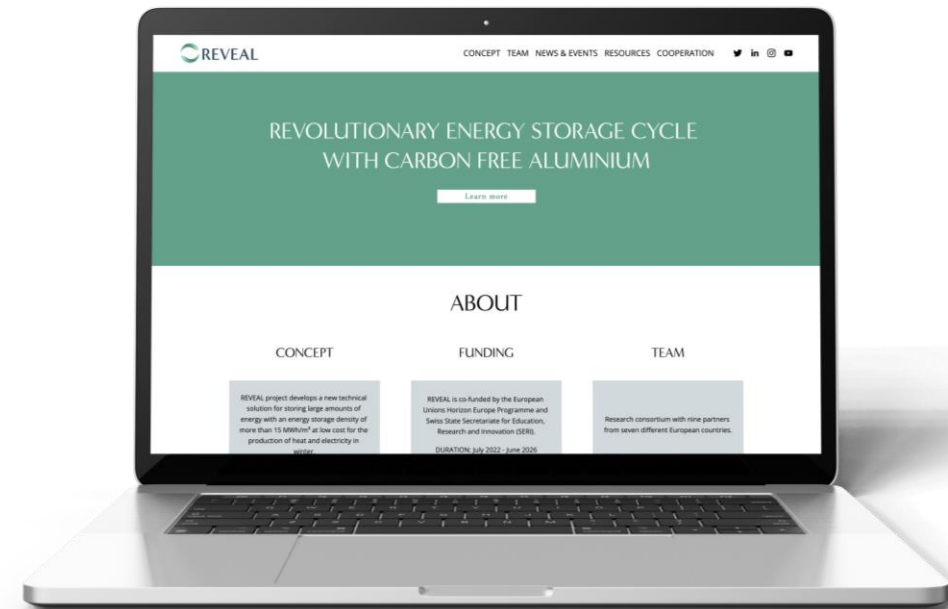 REVEAL
CONCEPT TEAM NEWS & EVENTS RESOURCES COOPERATION
REVOLUTIONARY ENERGY STORAGE CYCLE
WITH CARBON FREE ALUMINIUM
Learn more
ABOUT
CONCEPT
REVEAL project develops a new technical
solution for storing large amounts of
energy with an energy storage density of
more than 15 MWh/m³ at low cost for the
production of heat and electricity in
winter.
FUNDING
REVEAL is co-funded by the European
Unions Horizon Europe Programme and
Swiss State Secretariate for Education,
Research and Innovation (SERI).
DURATION: July 2022 - June 2026
TEAM
Research consortium with nine partners
from seven different European countries.